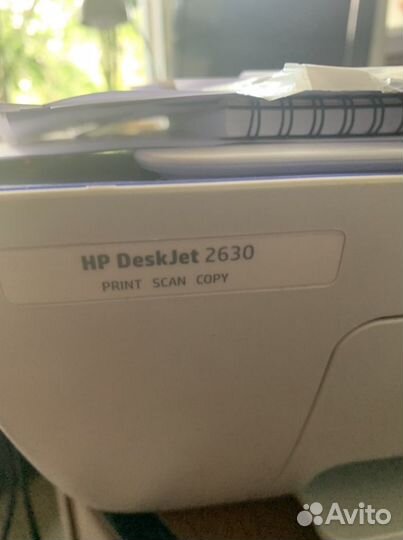 HP DeskJet 2630
PRINT SCAN COPY
Avito